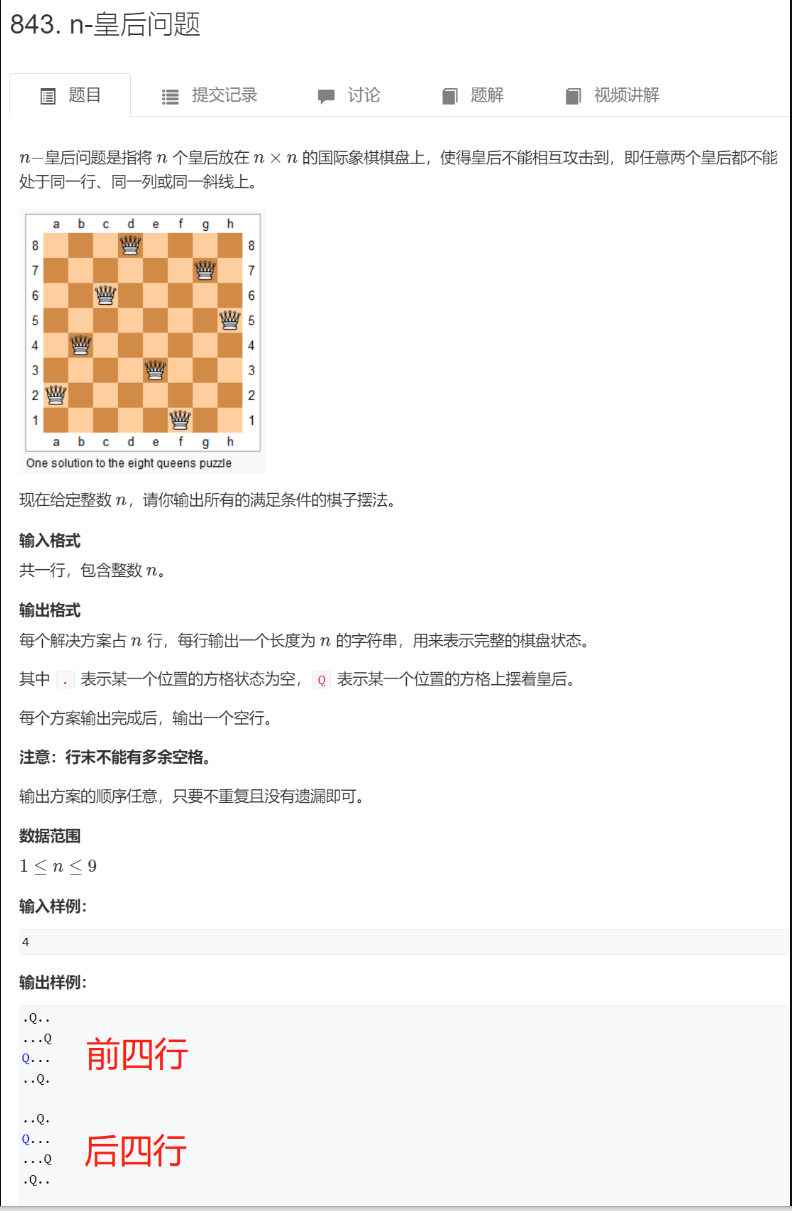 843. n-皇后问题
题目 提交记录 讨论 题解 视频讲解
n−皇后问题是指将 n 个皇后放在 n × n 的国际象棋棋盘上，使得皇后不能相互攻击到，即任意两个皇后都不能
处于同一行、同一列或同一斜线上。
a b c d e f g h
8 8
7 7
6 6
5 5
4 4
3 3
2 2
1 1
a b c d e f g h
One solution to the eight queens puzzle
现在给定整数 n，请你输出所有的满足条件的棋子摆法。
输入格式
共一行，包含整数 n。
输出格式
每个解决方案占 n 行，每行输出一个长度为 n 的字符串，用来表示完整的棋盘状态。
其中 . 表示某一个位置的方格状态为空， Q 表示某一个位置的方格上摆着皇后。
每个方案输出完成后，输出一个空行。
注意：行末不能有多余空格。
输出方案的顺序任意，只要不重复且没有遗漏即可。
数据范围
1 ≤ n ≤ 9
输入样例：
4
输出样例：
.Q..
...Q
Q...
..Q.
前四行
..Q.
Q...
...Q
.Q..
后四行